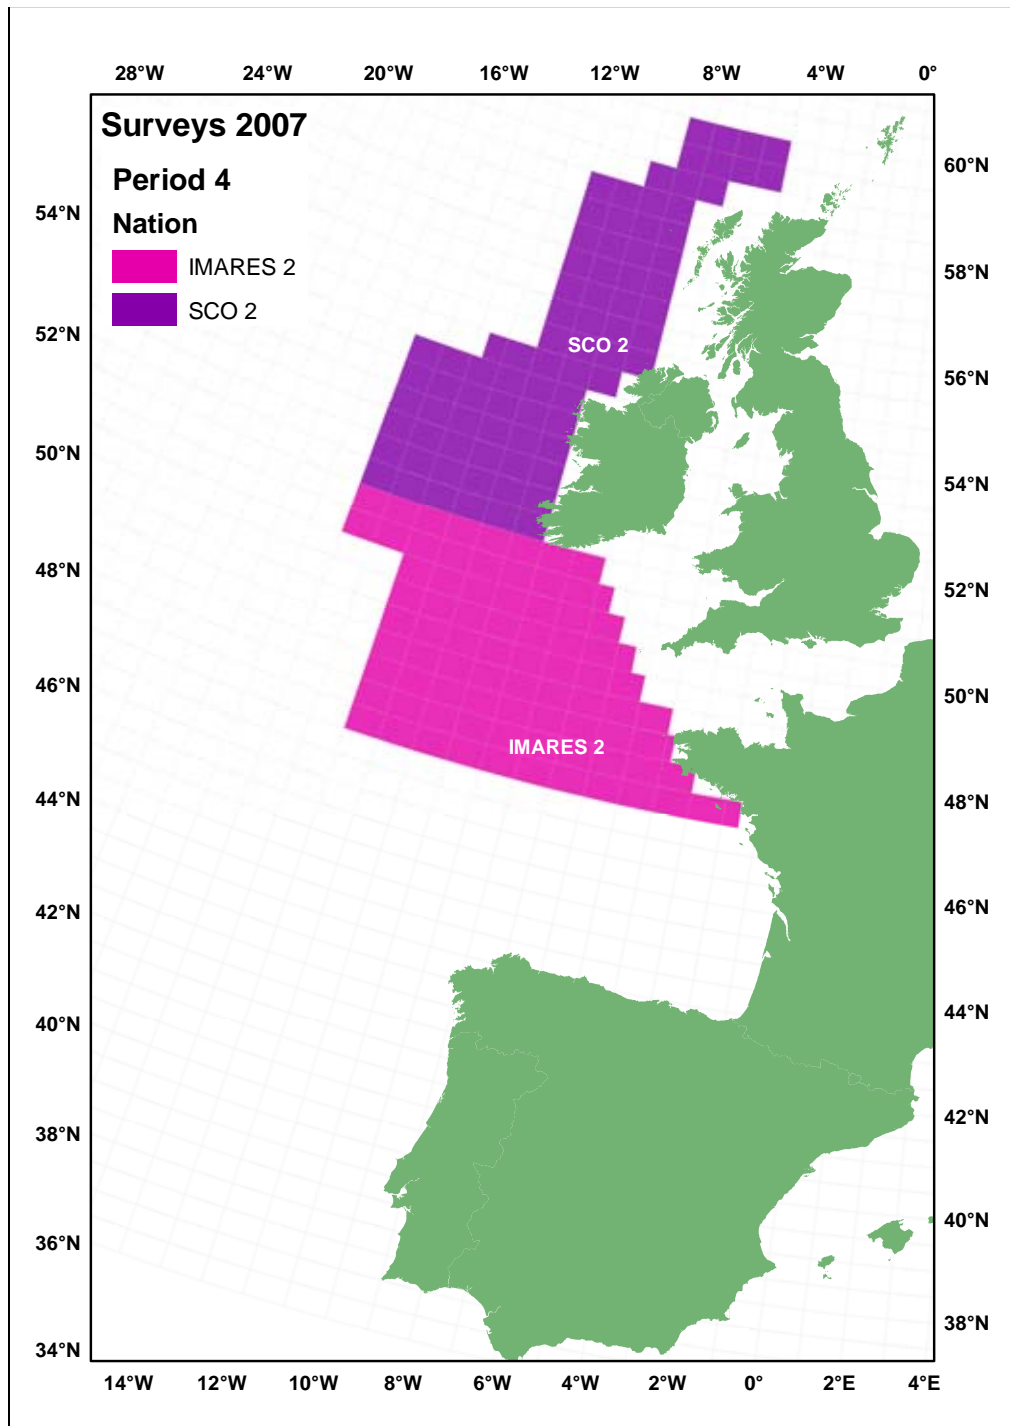 28°W 24°W 20°W 16°W 12°W 8°W 4°W 0°
Surveys 2007
Period 4
Nation
IMARES 2
SCO 2
54°N
52°N
50°N
48°N
46°N
44°N
42°N
40°N
38°N
36°N
34°N
SCO 2
IMARES 2
60°N
58°N
56°N
54°N
52°N
50°N
48°N
46°N
44°N
42°N
40°N
38°N
14°W 12°W 10°W 8°W 6°W 4°W 2°W 0° 2°E 4°E